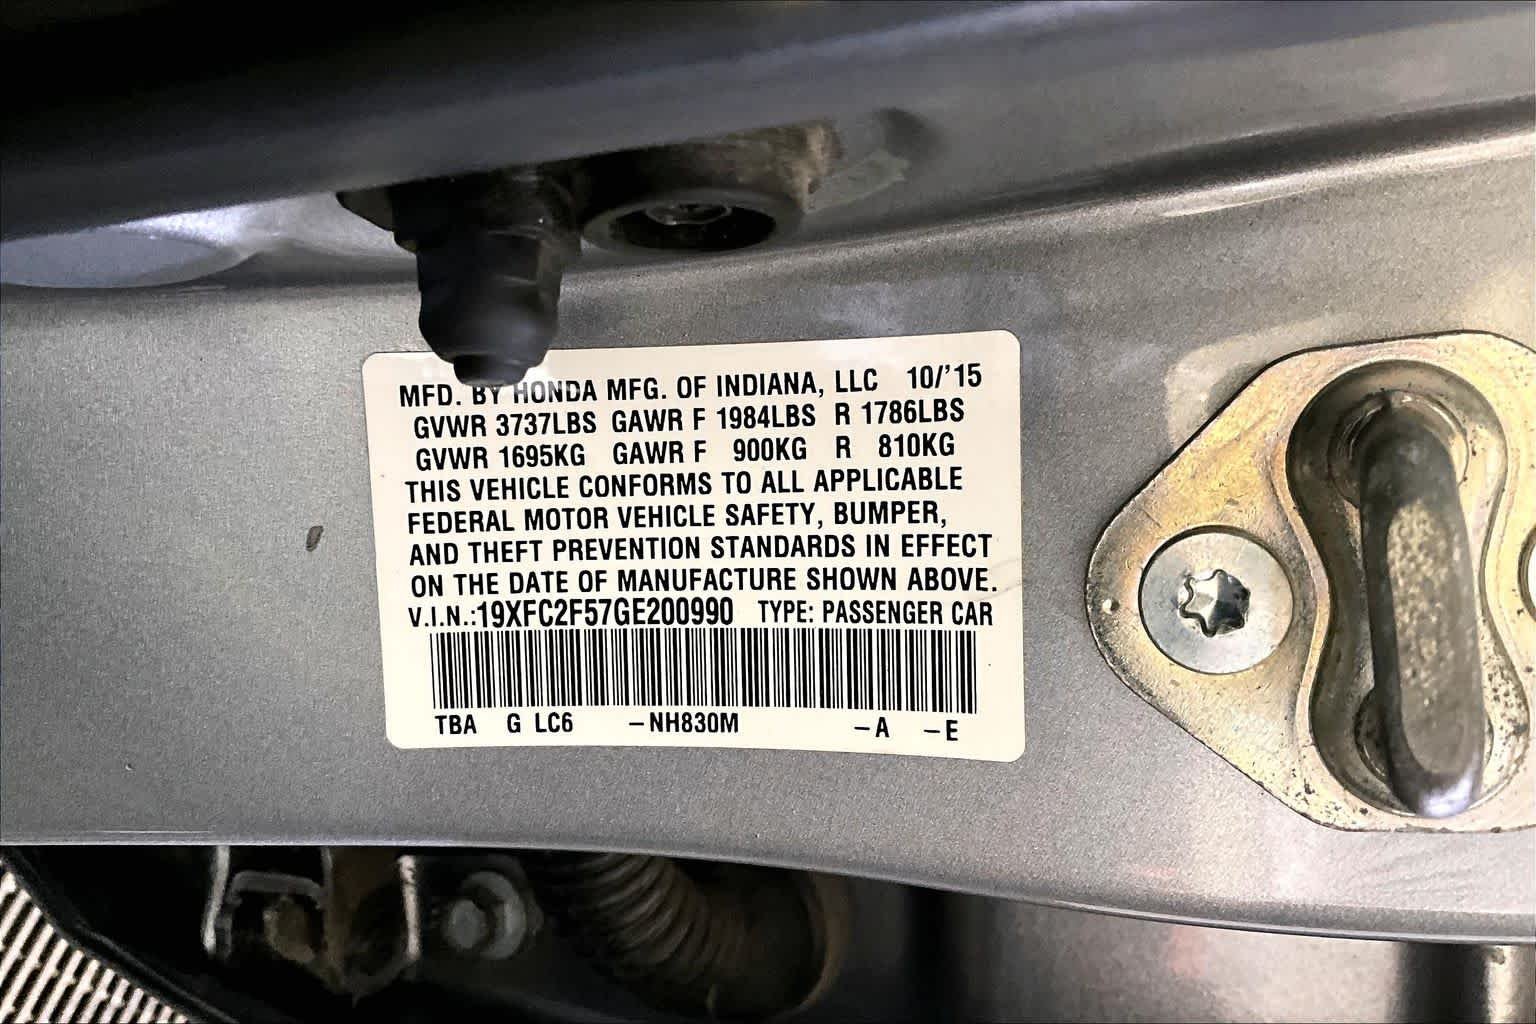 MFD. BY HONDA MFG. OF INDIANA, LLC 10/'15
GVWR 3737LBS GAWR F 1984LBS R 1786LBS
GVWR 1695KG GAWR F 900KG R 810KG
THIS VEHICLE CONFORMS TO ALL APPLICABLE
FEDERAL MOTOR VEHICLE SAFETY, BUMPER,
AND THEFT PREVENTION STANDARDS IN EFFECT
ON THE DATE OF MANUFACTURE SHOWN ABOVE.
V.I.N.:19XFC2F57GE200990 TYPE: PASSENGER CAR
TBA G LC6 –NH830M –A –E